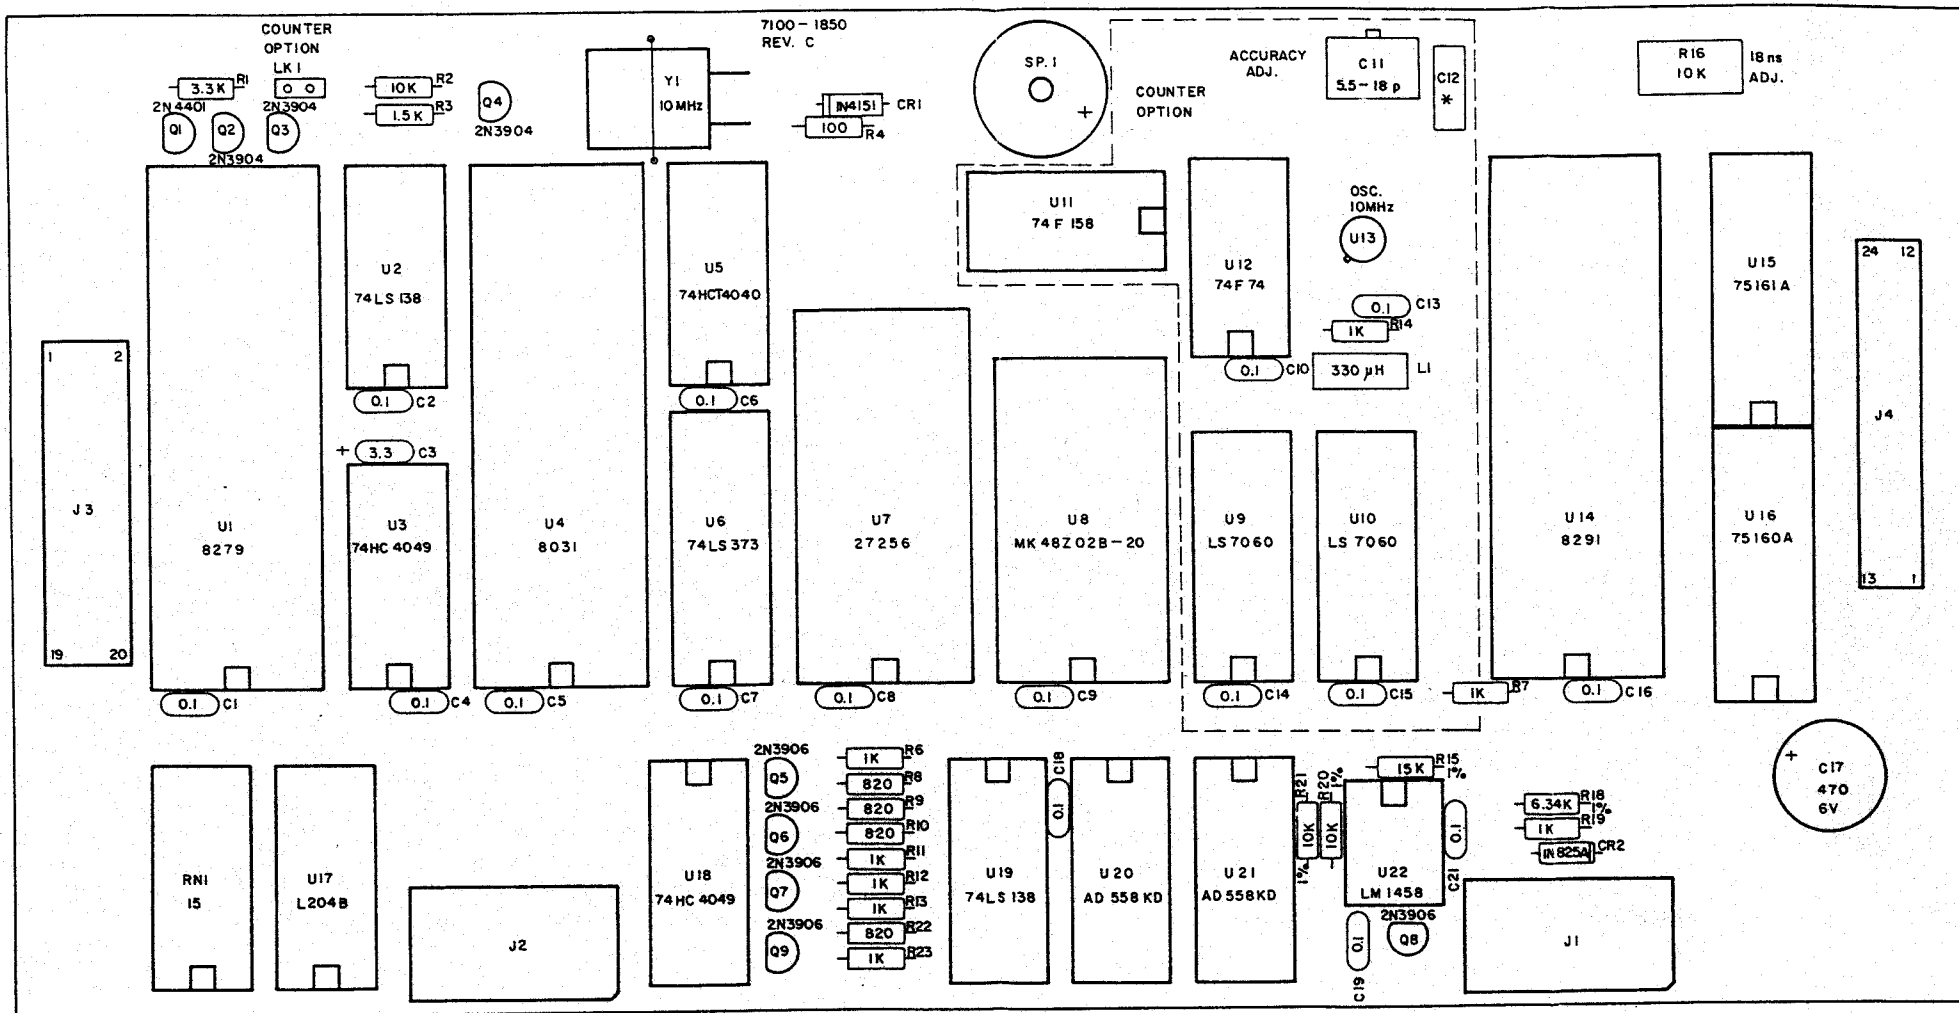 7100-1850
REV. C
COUNTER
OPTION
LK1
R1
3.3K
2N4401
Q1
Q2
2N3904
2N3904
Q3
R2
10K
R3
1.5K
Q4
2N3904
Y1
10MHz
1N4151
CR1
100
R4
SP.1
+
COUNTER
OPTION
ACCURACY
ADJ.
C11
5.5-18p
C12
*
R16
10K
18ns
ADJ.
U11
74F158
U12
74F74
OSC.
10MHz
U13
0.1
C13
1K
R14
0.1
C10
330 µH
L1
U15
75161A
24
12
J4
13
1
1
2
J3
19
20
U1
8279
0.1
C1
U2
74LS138
0.1
C2
+
3.3
C3
U3
74HC4049
0.1
C4
U4
8031
0.1
C5
U5
74HCT4040
0.1
C6
U6
74LS373
0.1
C7
U7
27256
0.1
C8
U8
MK48Z02B-20
0.1
C9
U9
LS7060
0.1
C14
U10
LS7060
0.1
C15
1K
R7
U14
8291
0.1
C16
U16
75160A
+
C17
470
6V
RN1
15
U17
L204B
J2
U18
74HC4049
2N3906
Q5
2N3906
Q6
2N3906
Q7
2N3906
Q9
1K
R6
820
R8
820
R9
820
R10
1K
R11
1K
R12
1K
R13
820
R22
1K
R23
U19
74LS138
C18
0.1
U20
AD558KD
U21
AD558KD
R21
10K
1%
R20
1%
10K
15K
R15
1%
U22
LM1458
0.1
C21
0.1
C19
2N3906
Q8
6.34K
R18
1%
1K
R19
1N825A
CR2
J1